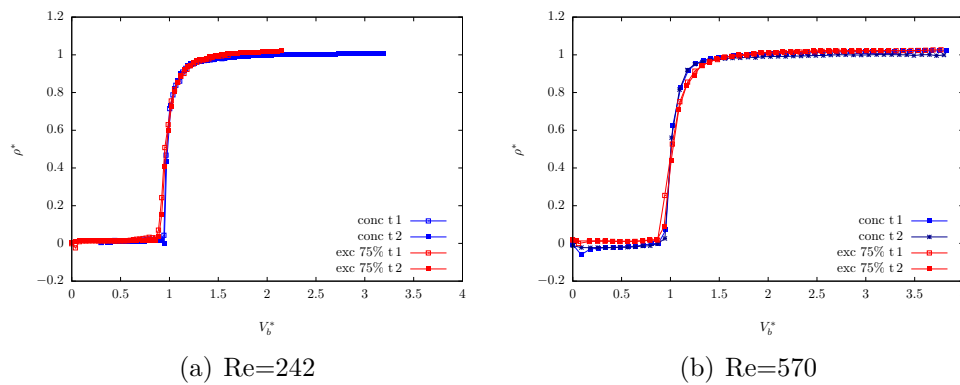 1.2
1
0.8
0.6
0.4
0.2
0
−0.2
ρ*
0 0.5 1 1.5 2 2.5 3 3.5 4
V_b*
conc t 1
conc t 2
exc 75% t 1
exc 75% t 2
(a) Re=242
1.2
1
0.8
0.6
0.4
0.2
0
−0.2
ρ*
0 0.5 1 1.5 2 2.5 3 3.5
V_b*
conc t 1
conc t 2
exc 75% t 1
exc 75% t 2
(b) Re=570